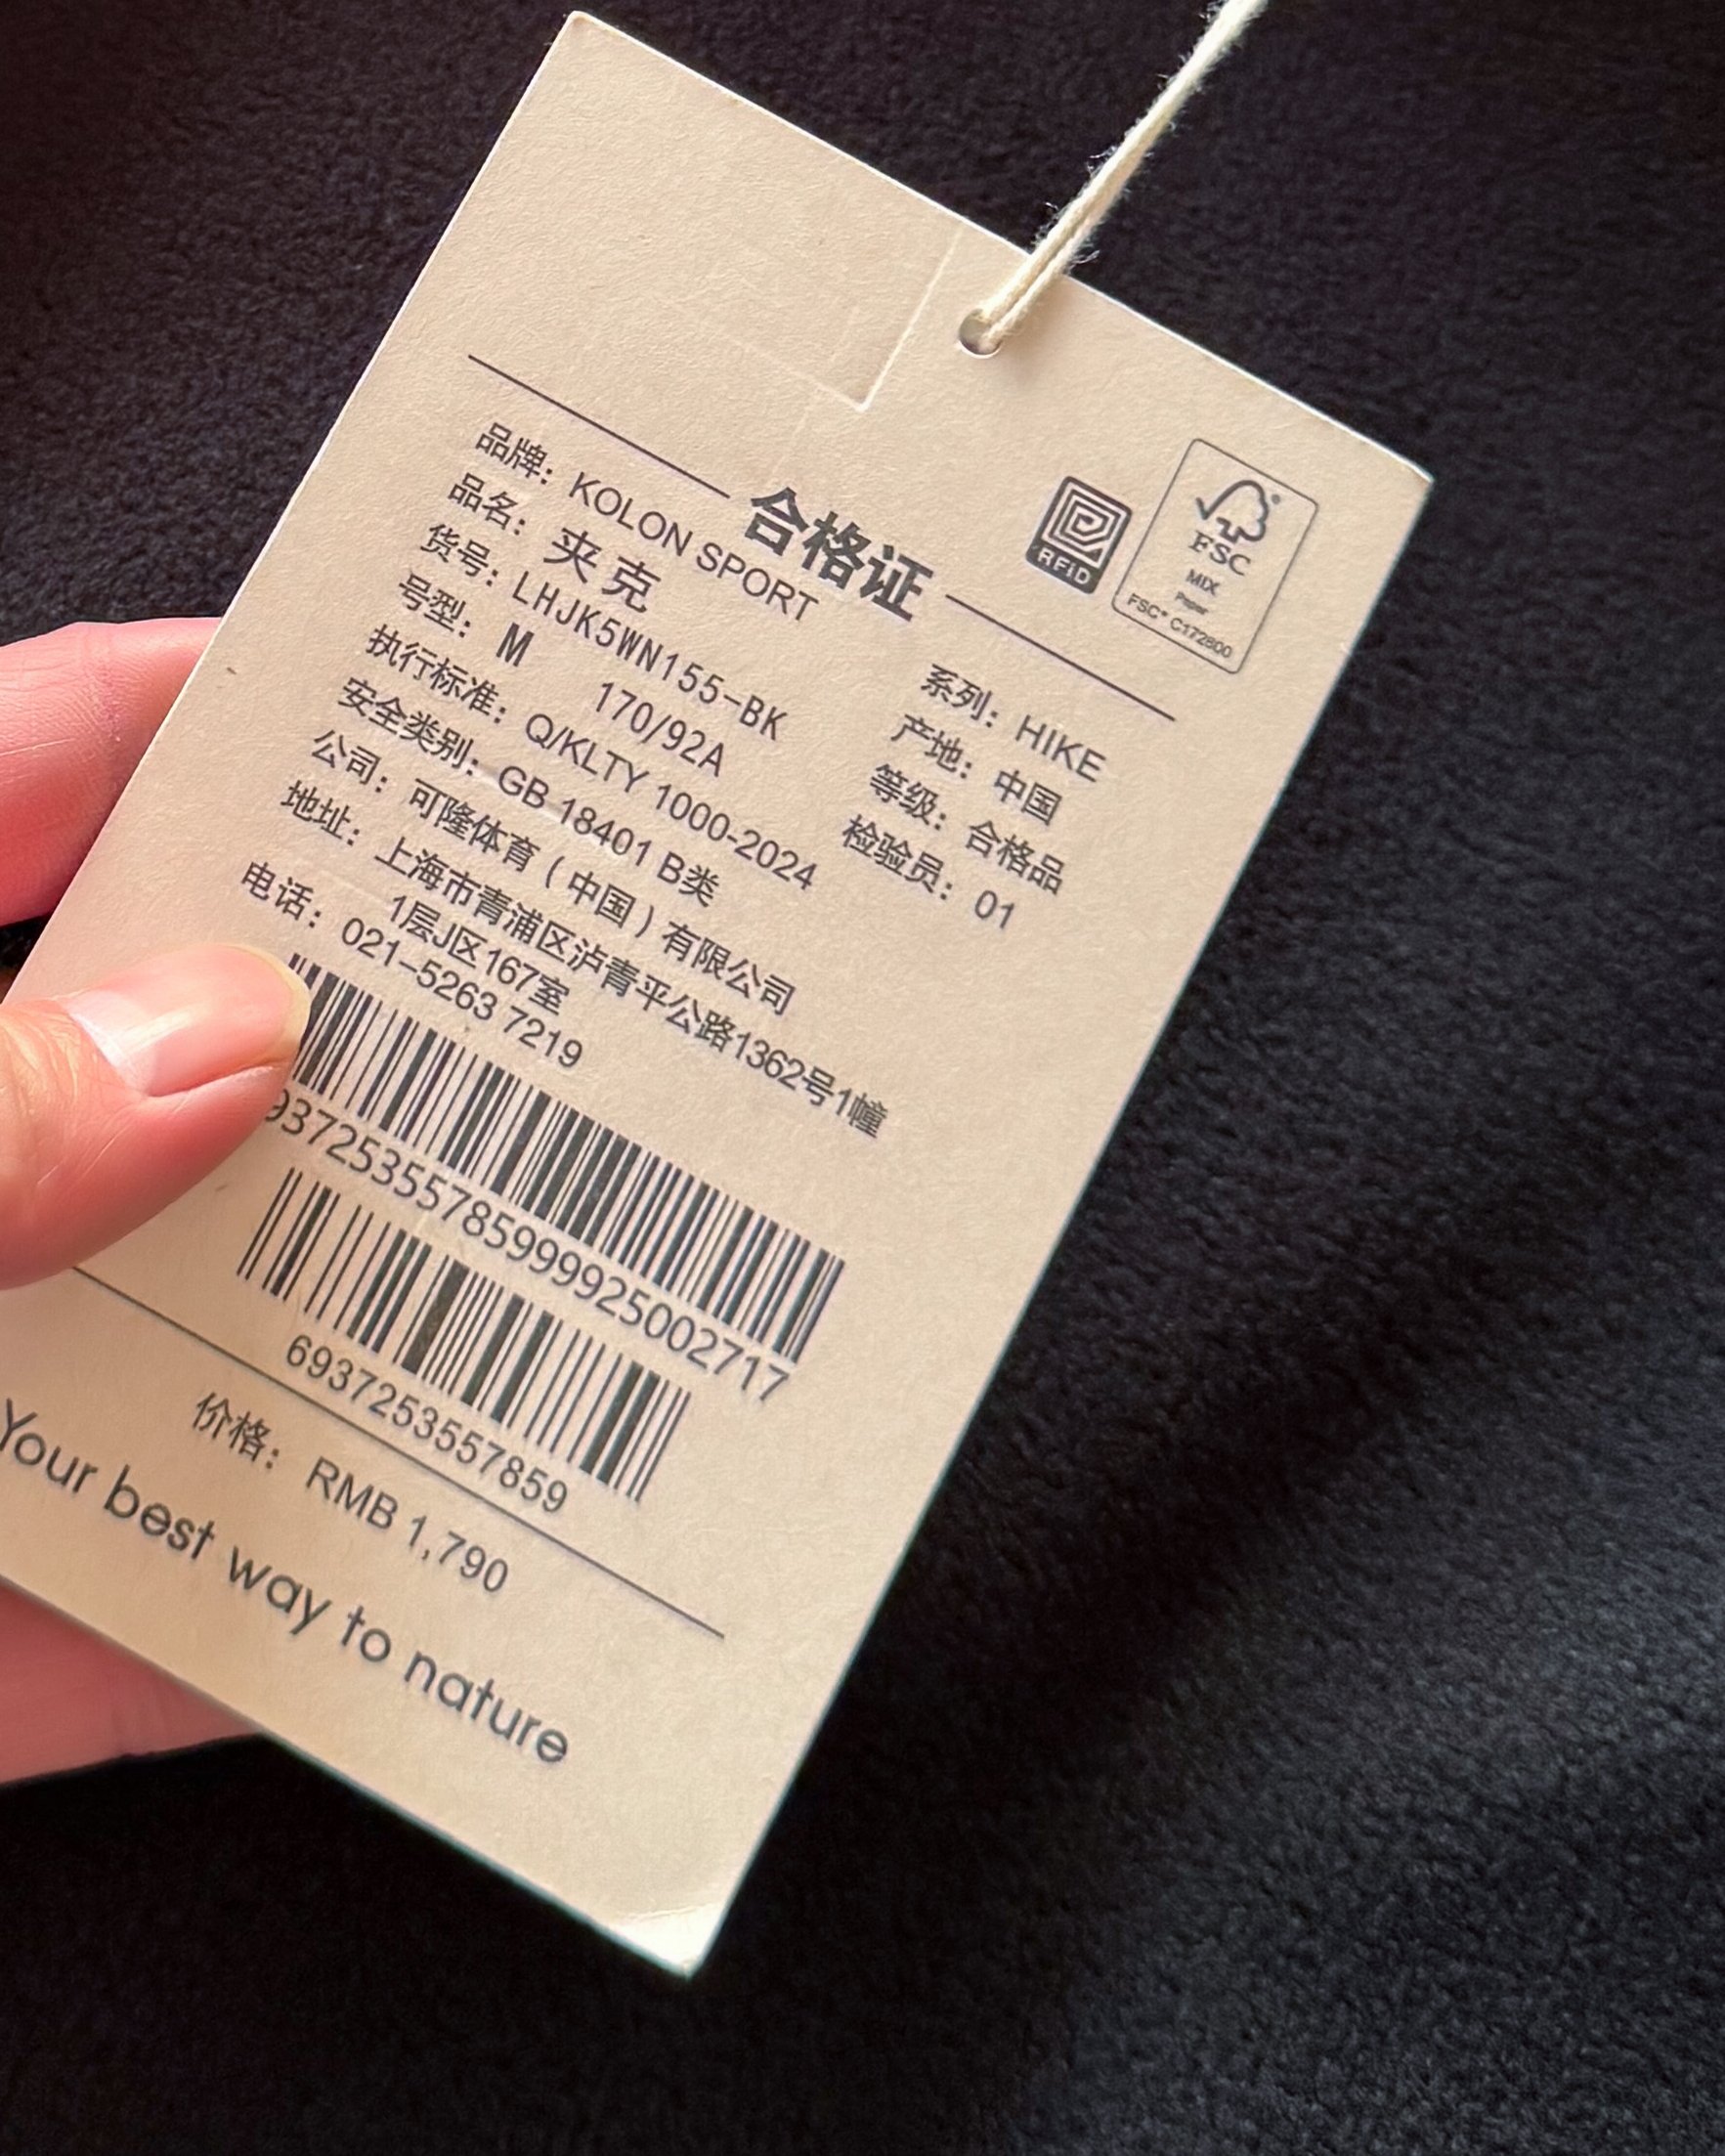 合格证
RFID
FSC
MIX
Paper
FSC® C172800
品牌：KOLON SPORT
系列：HIKE
品名：夹克
产地：中国
货号：LHJK5WN155-BK
等级：合格品
号型：M 170/92A
检验员：01
执行标准：Q/KLTY 1000-2024
安全类别：GB 18401 B类
公司：可隆体育（中国）有限公司
地址：上海市青浦区沪青平公路1362号1幢
1层J区167室
电话：021-5263 7219
93725355785999925002717
6937253557859
价格：RMB 1,790
Your best way to nature